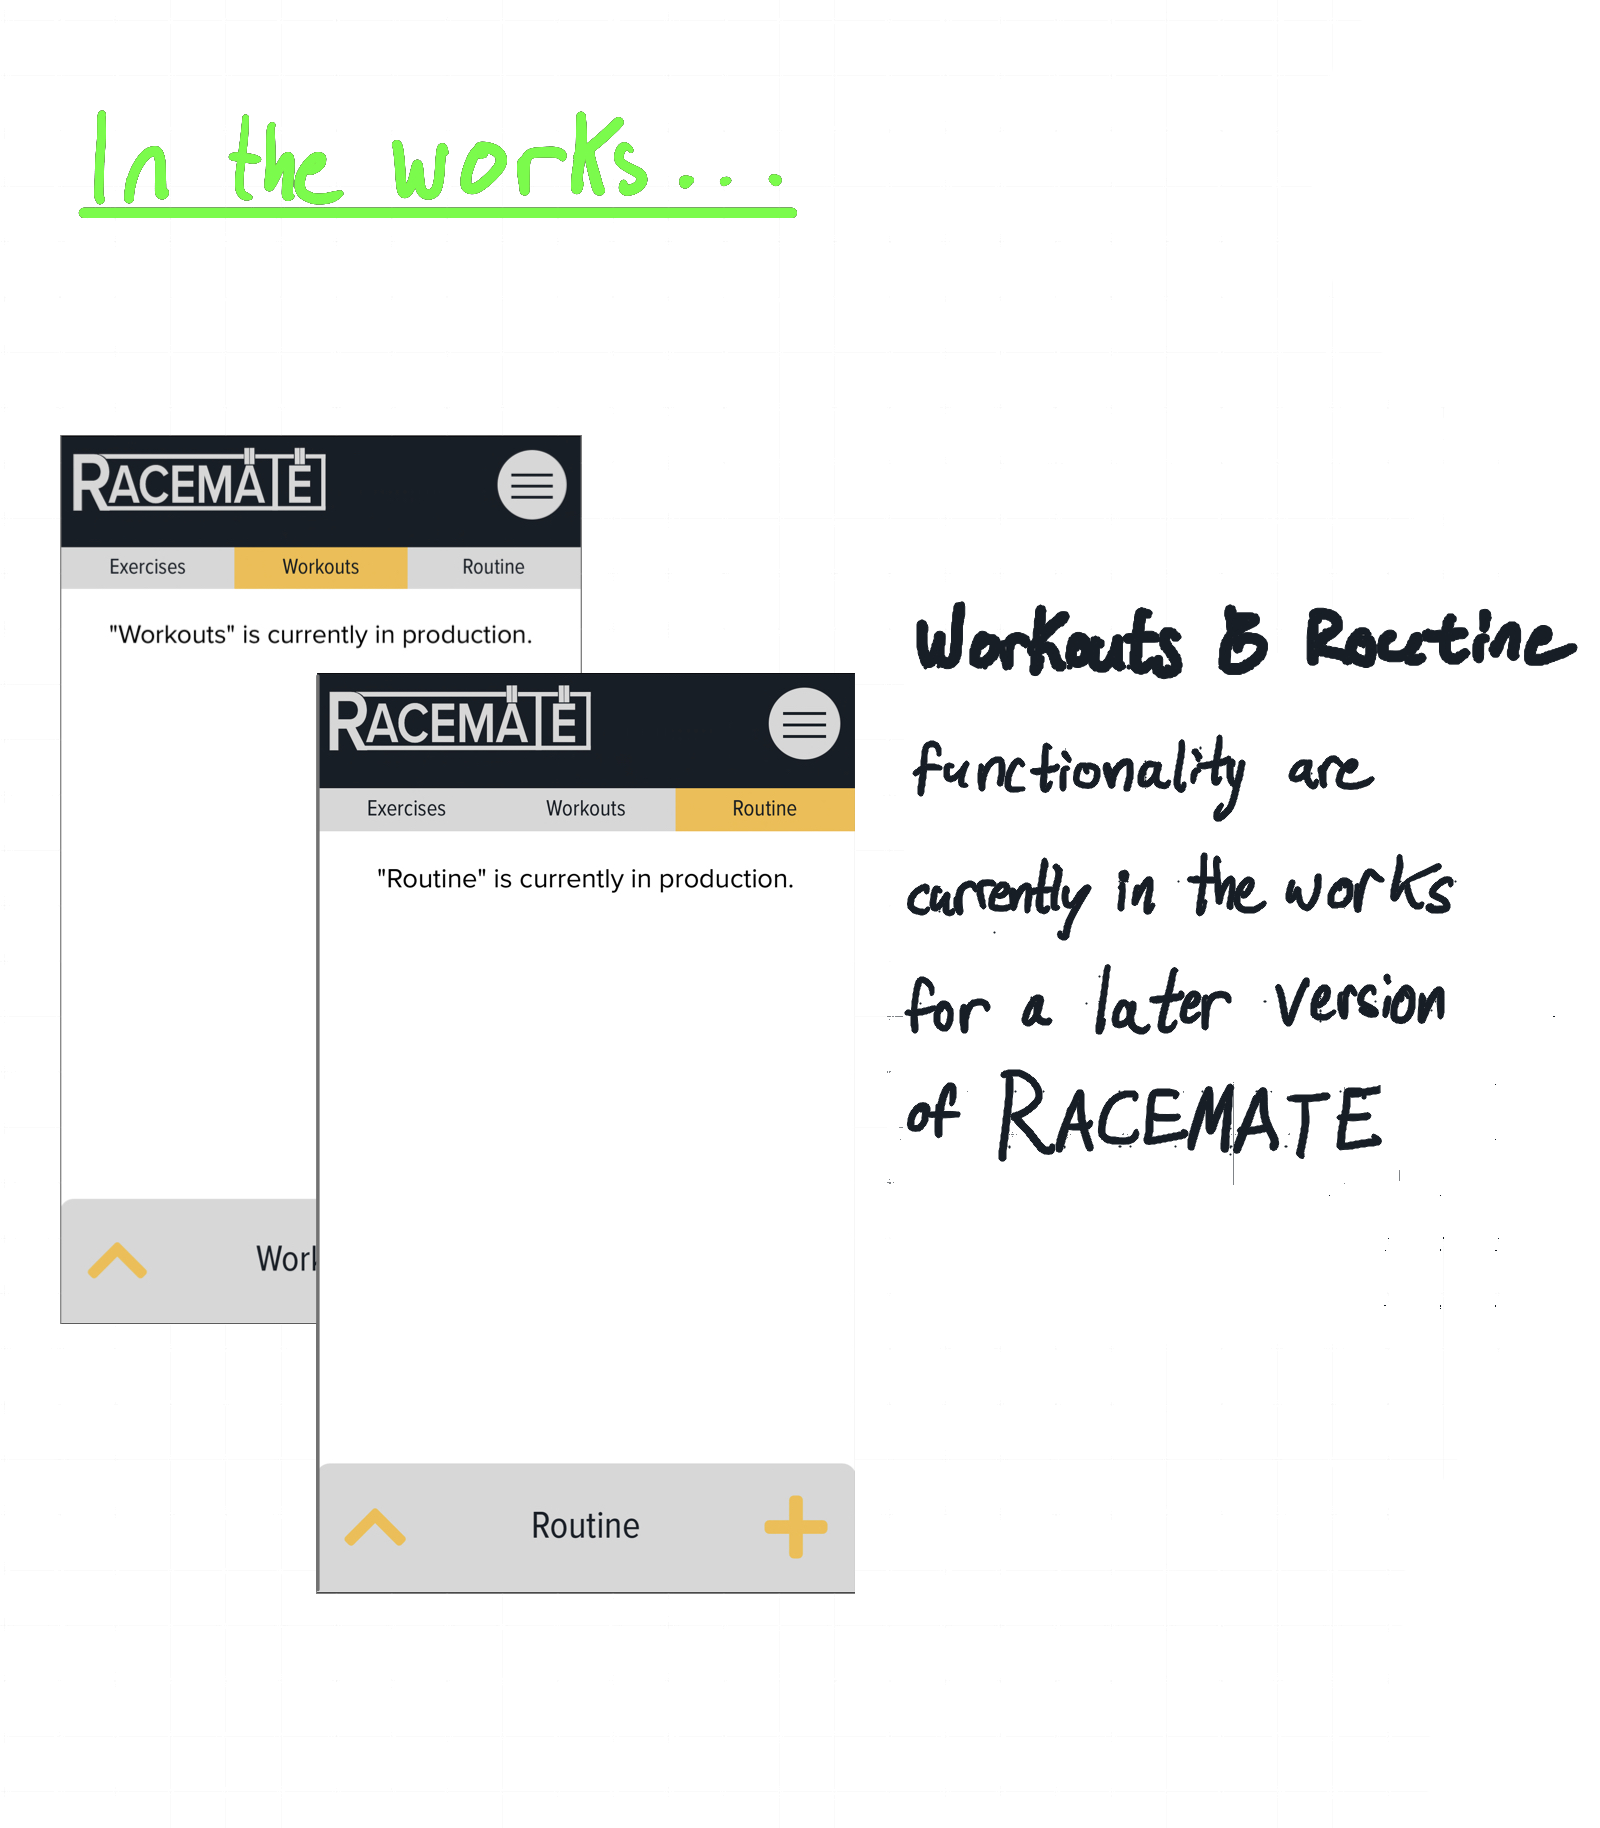 In the works...
RACEMATE
Exercises Workouts Routine
"Workouts" is currently in production.
RACEMATE
Exercises Workouts Routine
"Routine" is currently in production.
Work
Routine
Workouts & Routine
functionality are
currently in the works
for a later version
of RACEMATE